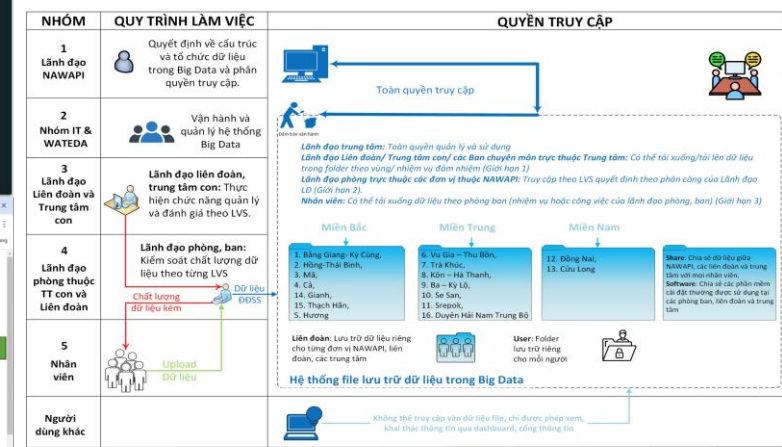 NHÓM
QUY TRÌNH LÀM VIỆC
QUYỀN TRUY CẬP
1
Lãnh đạo
NAWAPI
Quyết định về cấu trúc
và tổ chức dữ liệu
trong Big Data và phân
quyền truy cập.
Toàn quyền truy cập
2
Nhóm IT &
WATEDA
Vận hành và
quản lý hệ thống
Big Data
Đảm bảo vận hành
Lãnh đạo trung tâm: Toàn quyền quản lý và sử dụng
Lãnh đạo Liên đoàn/ Trung tâm con/ các Ban chuyên môn trực thuộc Trung tâm: Có thể tải xuống/tải lên dữ liệu
trong folder theo vùng/ nhiệm vụ đảm nhiệm (Giới hạn 1)
Lãnh đạo phòng trực thuộc các đơn vị thuộc NAWAPI: Truy cập theo LVS quyết định theo phân công của Lãnh đạo
LĐ (Giới hạn 2).
Nhân viên: Có thể tải xuống dữ liệu theo phòng ban (nhiệm vụ hoặc công việc của lãnh đạo phòng, ban) (Giới hạn 3)
3
Lãnh đạo
Liên đoàn và
Trung tâm
con
Lãnh đạo liên đoàn,
trung tâm con: Thực
hiện chức năng quản lý
và đánh giá theo LVS.
4
Lãnh đạo
phòng thuộc
TT con và
Liên đoàn
Lãnh đạo phòng, ban:
Kiểm soát chất lượng dữ
liệu theo từng LVS
Chất lượng
dữ liệu kém
Dữ liệu
ĐDSS
Miền Bắc
1. Bằng Giang- Kỳ Cùng,
2. Hồng-Thái Bình,
3. Mã,
4. Cả,
14. Gianh,
15. Thạch Hãn,
5. Hương
Miền Trung
6. Vu Gia – Thu Bồn,
7. Trà Khúc,
8. Kôn – Hà Thanh,
9. Ba – Kỳ Lộ,
10. Se San,
11. Srepok,
16. Duyên Hải Nam Trung Bộ
Miền Nam
12. Đồng Nai,
13. Cửu Long
Share: Chia sẻ dữ liệu giữa
NAWAPI, các liên đoàn và trung
tâm với mọi nhân viên.
Software: Chia sẻ các phần mềm
cài đặt thường được sử dụng tại
các phòng ban, liên đoàn và trung
tâm
5
Nhân
viên
Upload
Dữ liệu
Liên đoàn: Lưu trữ dữ liệu riêng
cho từng đơn vị NAWAPI, liên
đoàn, các trung tâm
User: Folder
lưu trữ riêng
cho mỗi người
Hệ thống file lưu trữ dữ liệu trong Big Data
Người
dùng khác
Không thể truy cập vào dữ liệu file, chỉ được phép xem,
khai thác thông tin qua dashboard, cổng thông tin